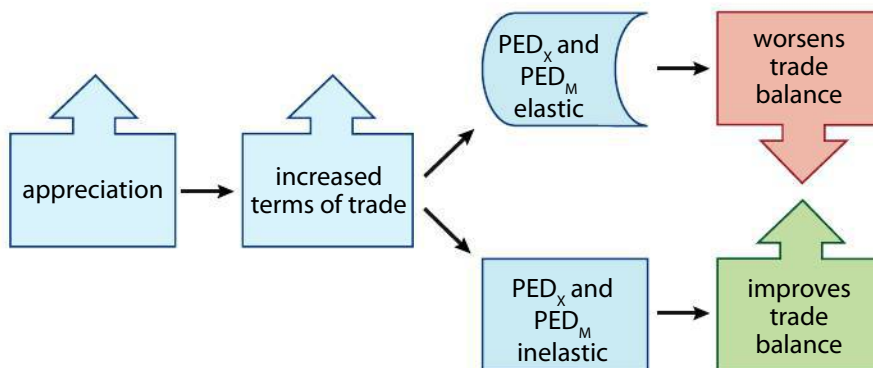 appreciation
increased
terms of trade
PEDₓ and
PEDₘ
elastic
worsens
trade
balance
PEDₓ and
PEDₘ
inelastic
improves
trade
balance